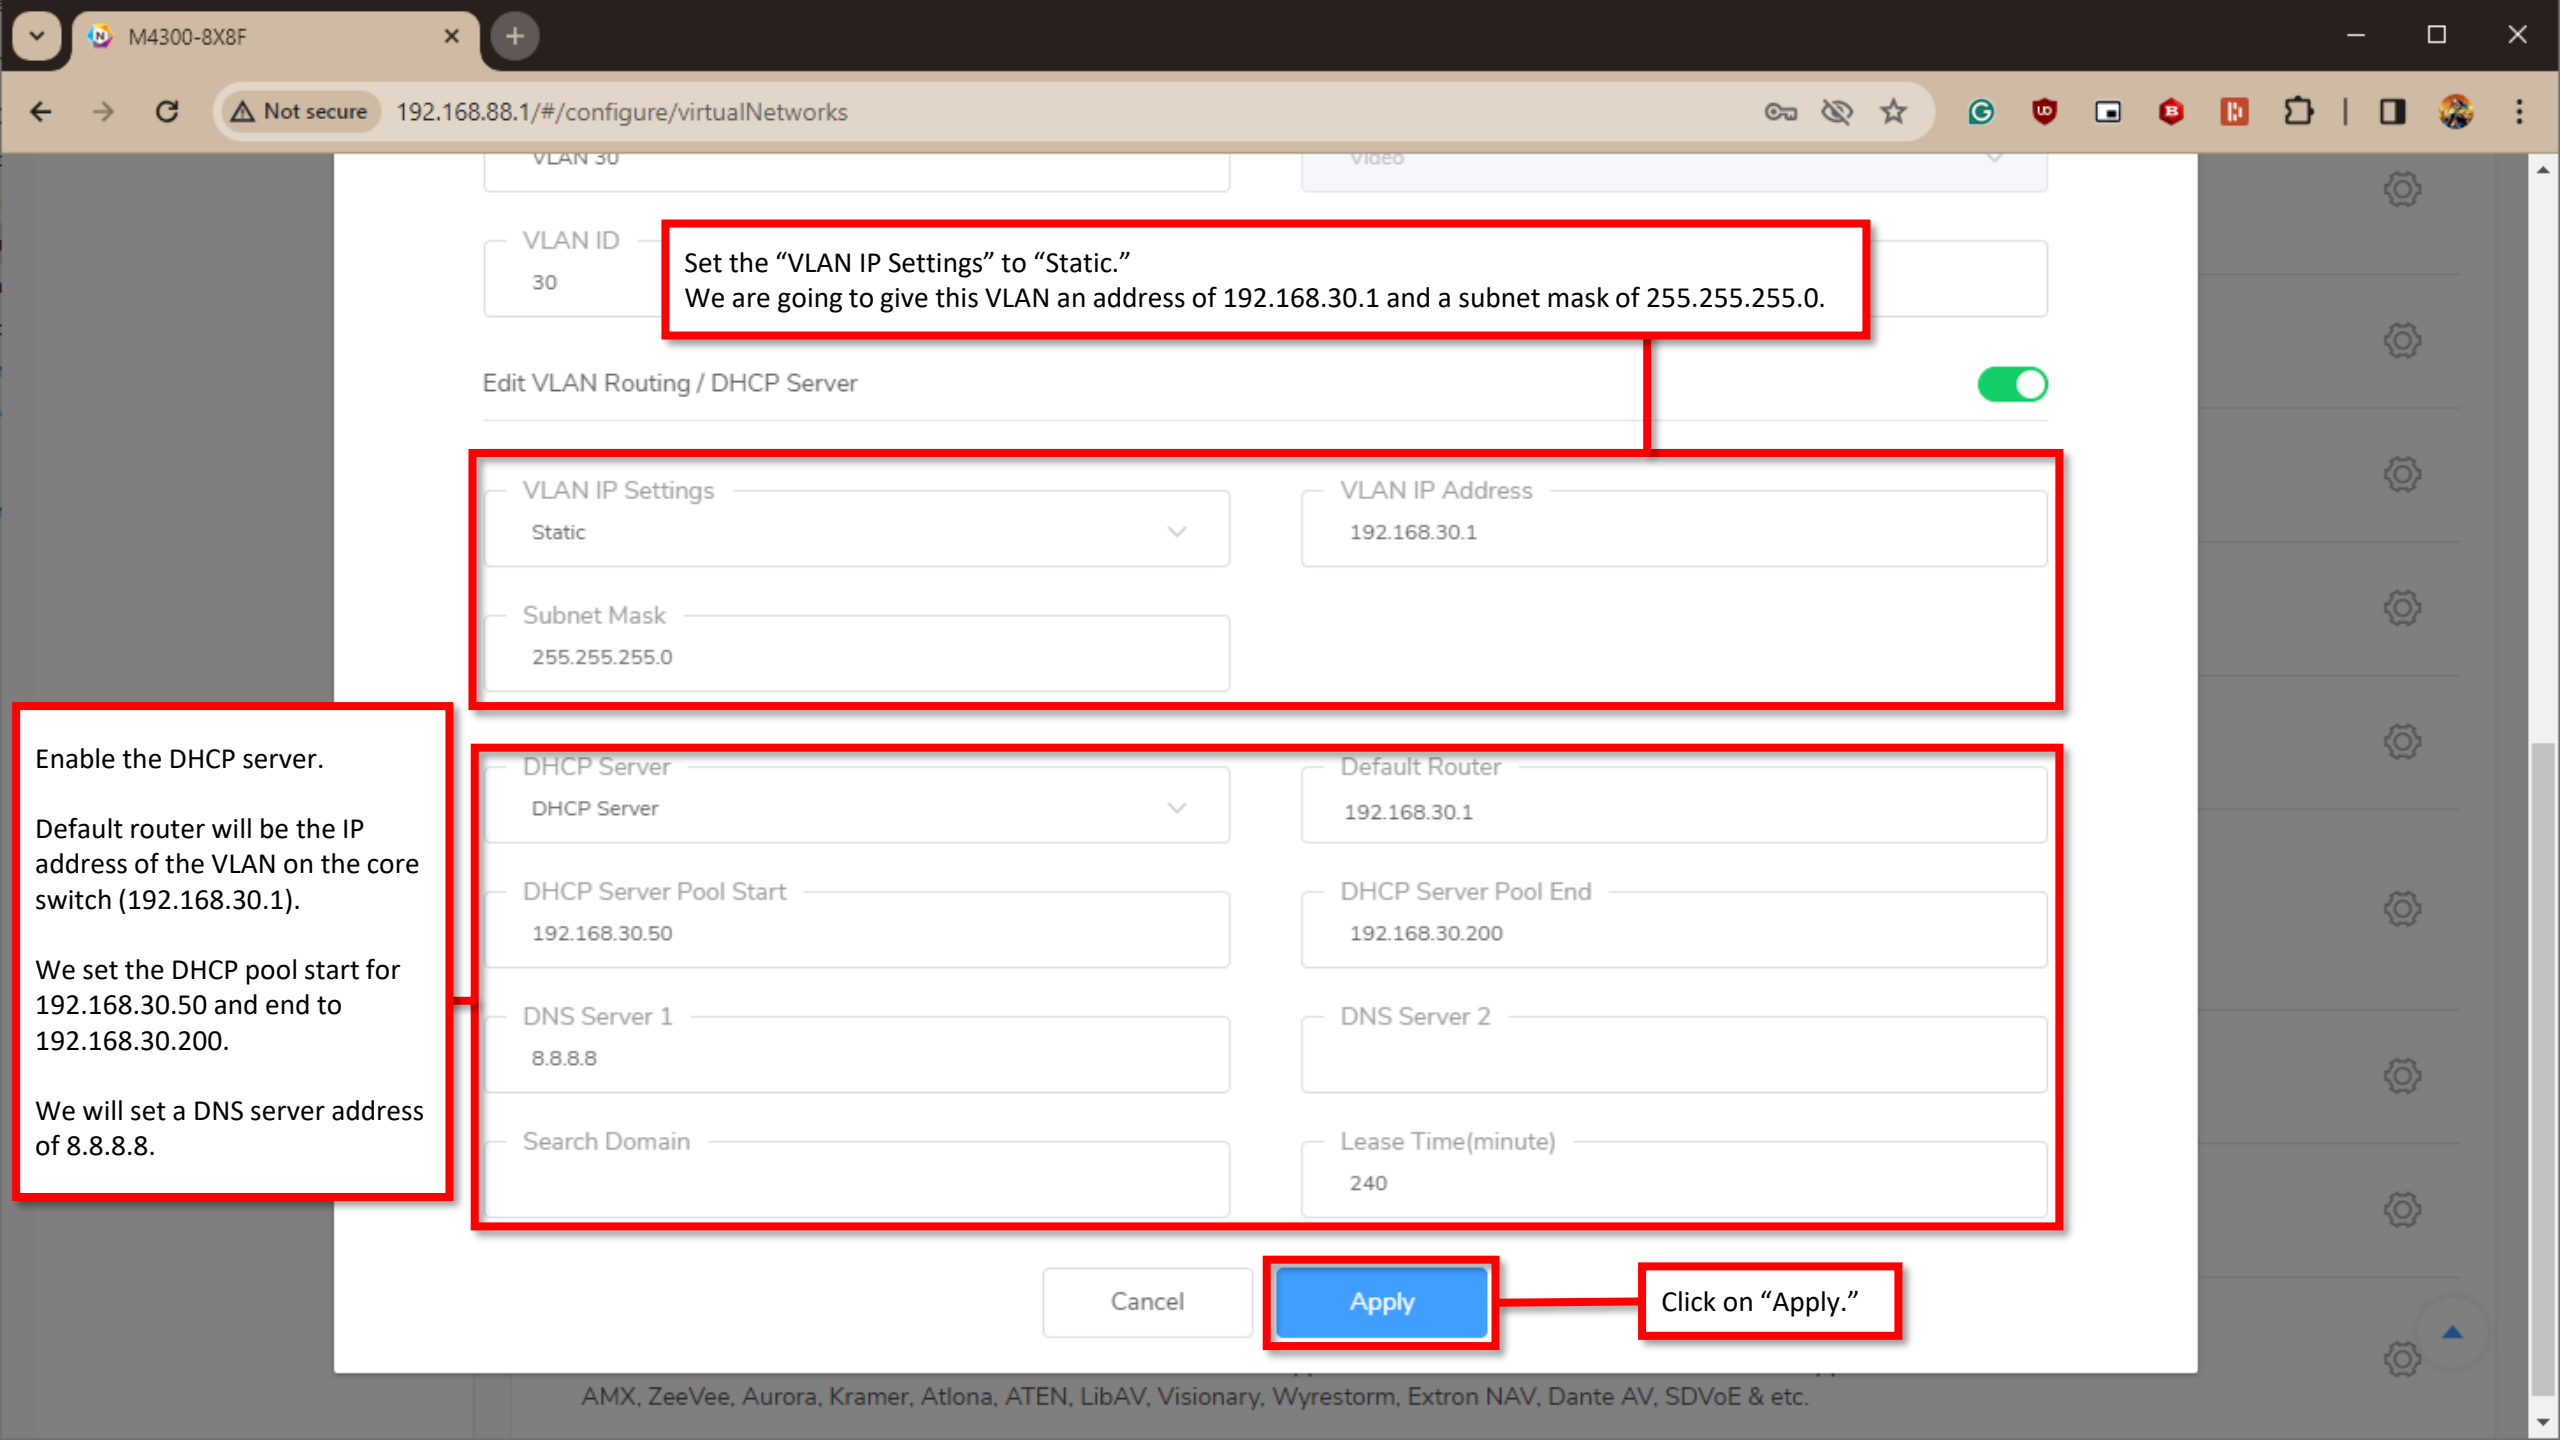 M4300-8X8F
Not secure
192.168.88.1/#/configure/virtualNetworks
VLAN 30
Video
VLAN ID
30
Set the “VLAN IP Settings” to “Static.”
We are going to give this VLAN an address of 192.168.30.1 and a subnet mask of 255.255.255.0.
Edit VLAN Routing / DHCP Server
VLAN IP Settings
Static
VLAN IP Address
192.168.30.1
Subnet Mask
255.255.255.0
Enable the DHCP server.
Default router will be the IP
address of the VLAN on the core
switch (192.168.30.1).
We set the DHCP pool start for
192.168.30.50 and end to
192.168.30.200.
We will set a DNS server address
of 8.8.8.8.
DHCP Server
DHCP Server
Default Router
192.168.30.1
DHCP Server Pool Start
192.168.30.50
DHCP Server Pool End
192.168.30.200
DNS Server 1
8.8.8.8
DNS Server 2
Search Domain
Lease Time(minute)
240
Cancel
Apply
Click on “Apply.”
AMX, ZeeVee, Aurora, Kramer, Atlona, ATEN, LibAV, Visionary, Wyrestorm, Extron NAV, Dante AV, SDVoE & etc.